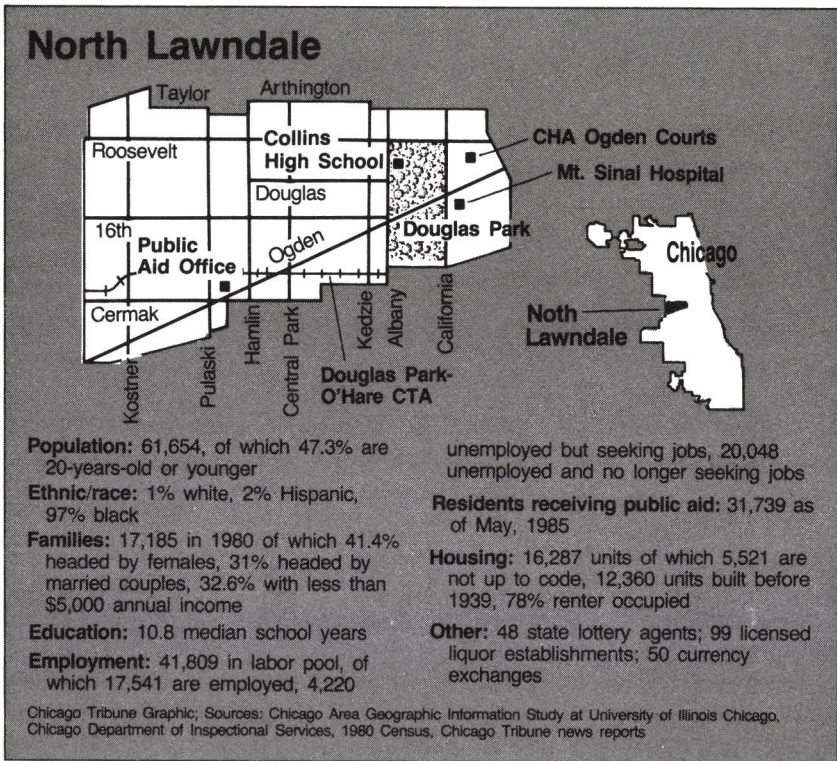 North Lawndale
Taylor
Arthington
Roosevelt
Collins
High School
CHA Ogden Courts
Mt. Sinai Hospital
Douglas
16th
Public
Aid Office
Ogden
Douglas Park
Chicago
Cermak
Noth
Lawndale
Kostner
Pulaski
Hamlin
Central Park
Kedzie
Albany
California
Douglas Park-
O'Hare CTA
Population: 61,654, of which 47.3% are
20-years-old or younger
Ethnic/race: 1% white, 2% Hispanic,
97% black
Families: 17,185 in 1980 of which 41.4%
headed by females, 31% headed by
married couples, 32.6% with less than
$5,000 annual income
Education: 10.8 median school years
Employment: 41,809 in labor pool, of
which 17,541 are employed, 4,220
unemployed but seeking jobs, 20,048
unemployed and no longer seeking jobs
Residents receiving public aid: 31,739 as
of May, 1985
Housing: 16,287 units of which 5,521 are
not up to code, 12,360 units built before
1939, 78% renter occupied
Other: 48 state lottery agents; 99 licensed
liquor establishments; 50 currency
exchanges
Chicago Tribune Graphic; Sources: Chicago Area Geographic Information Study at University of Illinois Chicago,
Chicago Department of Inspectional Services, 1980 Census, Chicago Tribune news reports